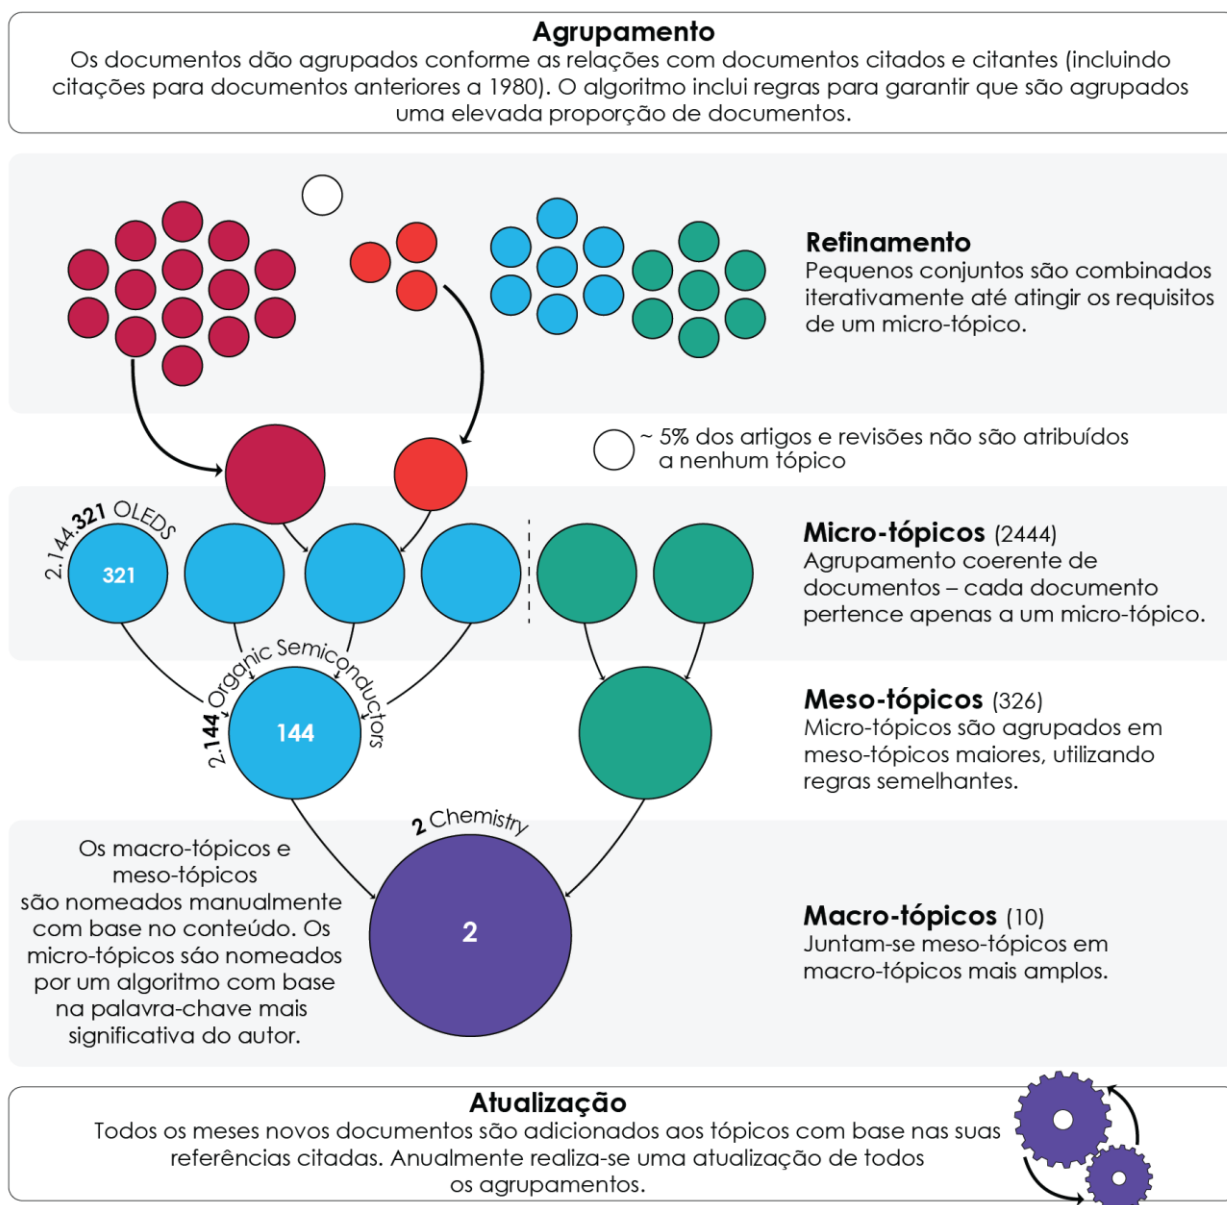 Agrupamento
Os documentos dão agrupados conforme as relações com documentos citados e citantes (incluindo
citações para documentos anteriores a 1980). O algoritmo inclui regras para garantir que são agrupados
uma elevada proporção de documentos.
Refinamento
Pequenos conjuntos são combinados
iterativamente até atingir os requisitos
de um micro-tópico.
~ 5% dos artigos e revisões não são atribuídos
a nenhum tópico
2.144.321 OLEDS
321
Micro-tópicos (2444)
Agrupamento coerente de
documentos – cada documento
pertence apenas a um micro-tópico.
2.144 Organic Semiconductors
144
Meso-tópicos (326)
Micro-tópicos são agrupados em
meso-tópicos maiores, utilizando
regras semelhantes.
2 Chemistry
2
Os macro-tópicos e
meso-tópicos
são nomeados manualmente
com base no conteúdo. Os
micro-tópicos sáo nomeados
por um algoritmo com base
na palavra-chave mais
significativa do autor.
Macro-tópicos (10)
Juntam-se meso-tópicos em
macro-tópicos mais amplos.
Atualização
Todos os meses novos documentos são adicionados aos tópicos com base nas suas
referências citadas. Anualmente realiza-se uma atualização de todos
os agrupamentos.